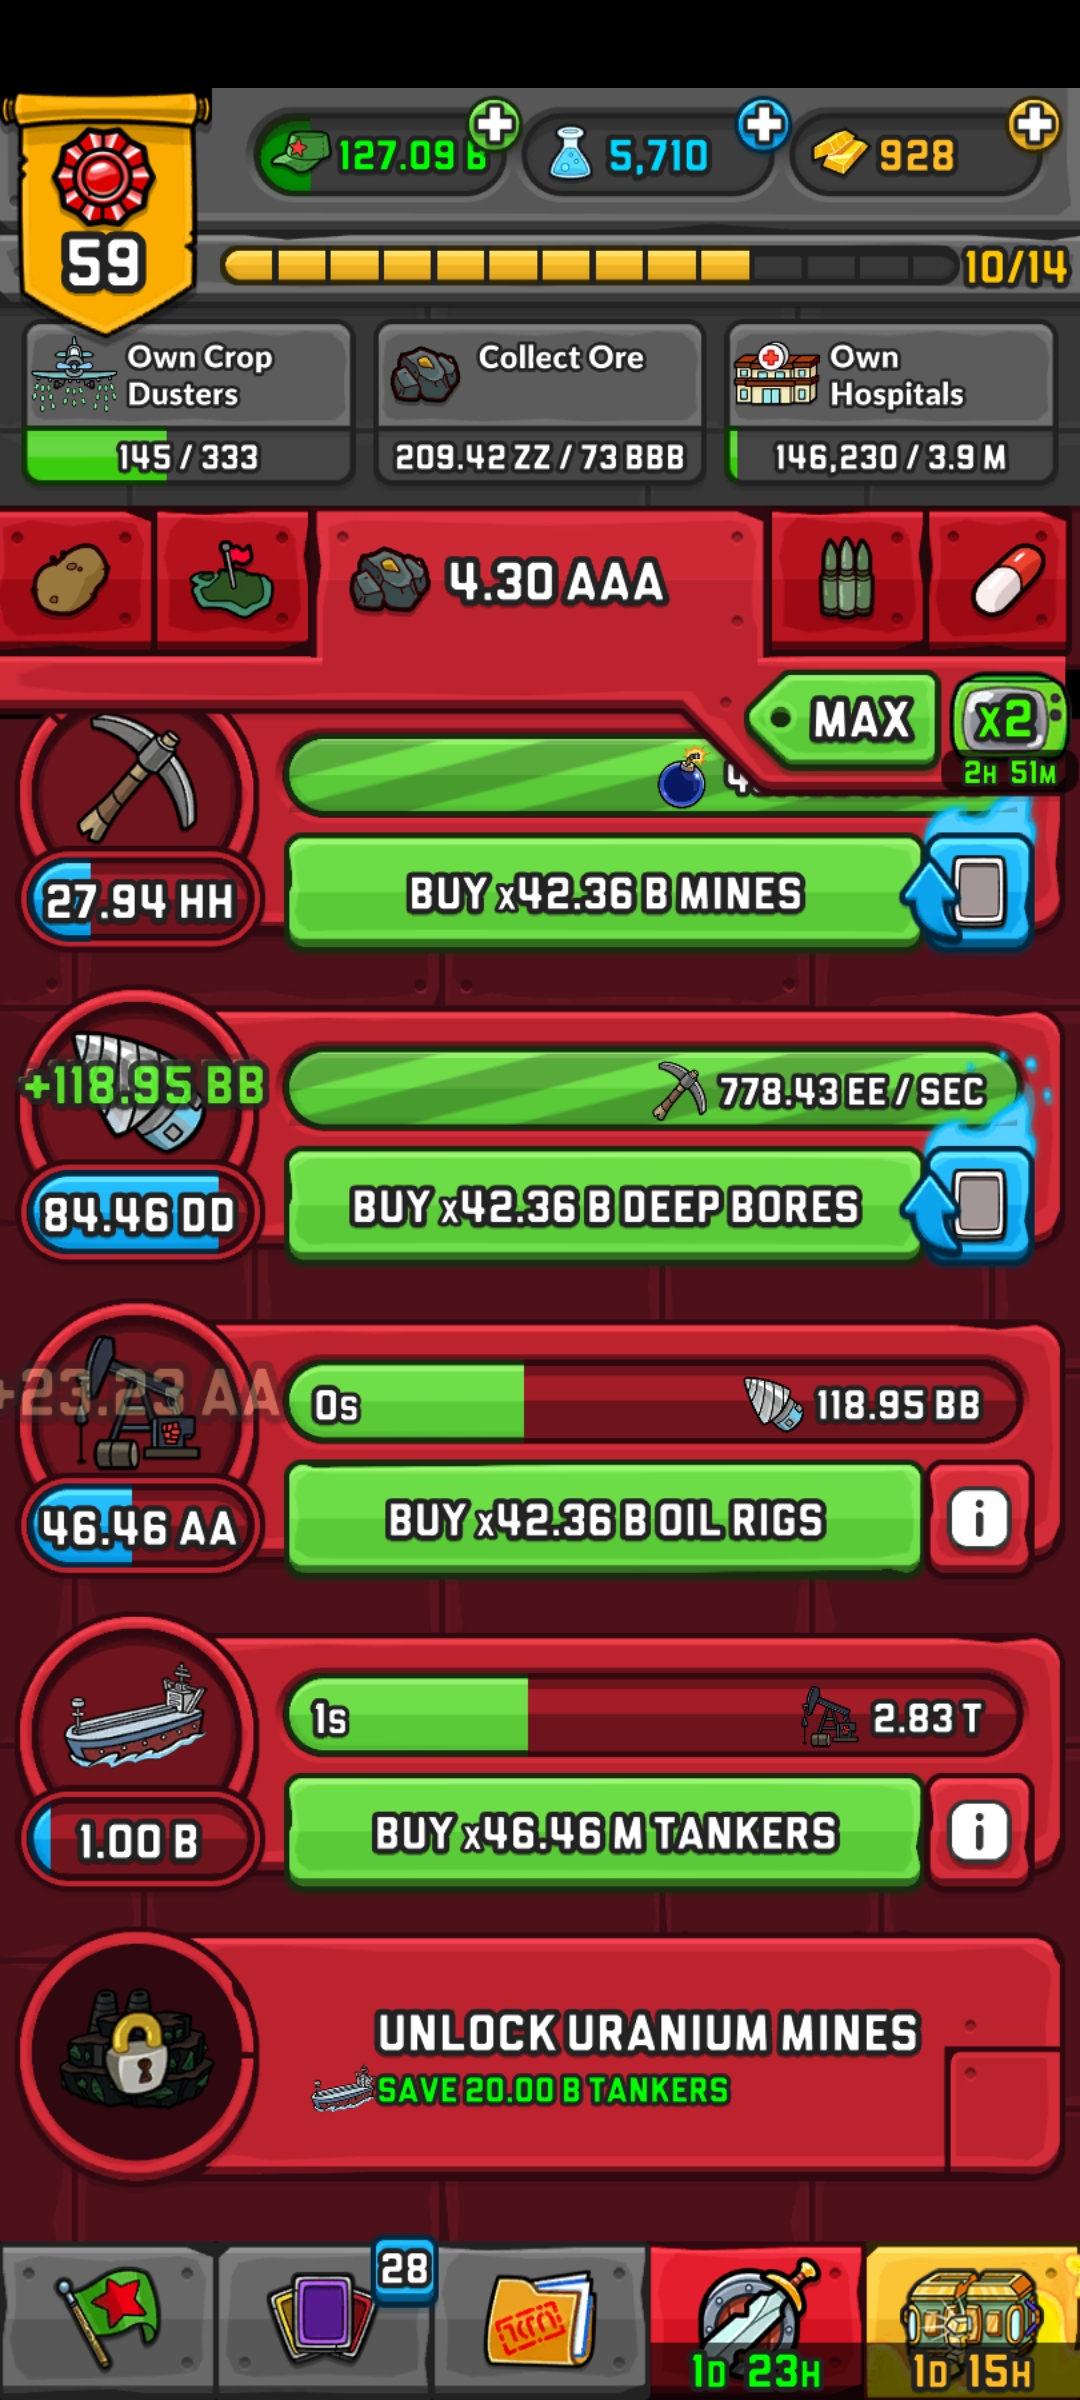 127.09 B
5,710
928
59
10/14
Own Crop
Dusters
145 / 333
Collect Ore
209.42 ZZ / 73 BBB
Own
Hospitals
146,230 / 3.9 M
4.30 AAA
MAX
x2
2H 51M
27.94 HH
BUY x42.36 B MINES
+118.95 BB
778.43 EE / SEC
84.46 DD
BUY x42.36 B DEEP BORES
+23.23 AA
0s
118.95 BB
46.46 AA
BUY x42.36 B OIL RIGS
i
1s
2.83 T
1.00 B
BUY x46.46 M TANKERS
i
UNLOCK URANIUM MINES
SAVE 20.00 B TANKERS
28
1D 23H
1D 15H